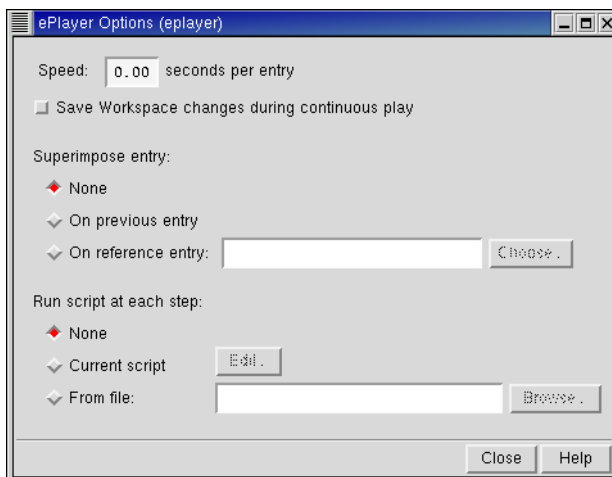 ePlayer Options (eplayer)
Speed: 0.00 seconds per entry
Save Workspace changes during continuous play
Superimpose entry:
None
On previous entry
On reference entry: Choose.
Run script at each step:
None
Current script Edit.
From file: Browse.
Close Help